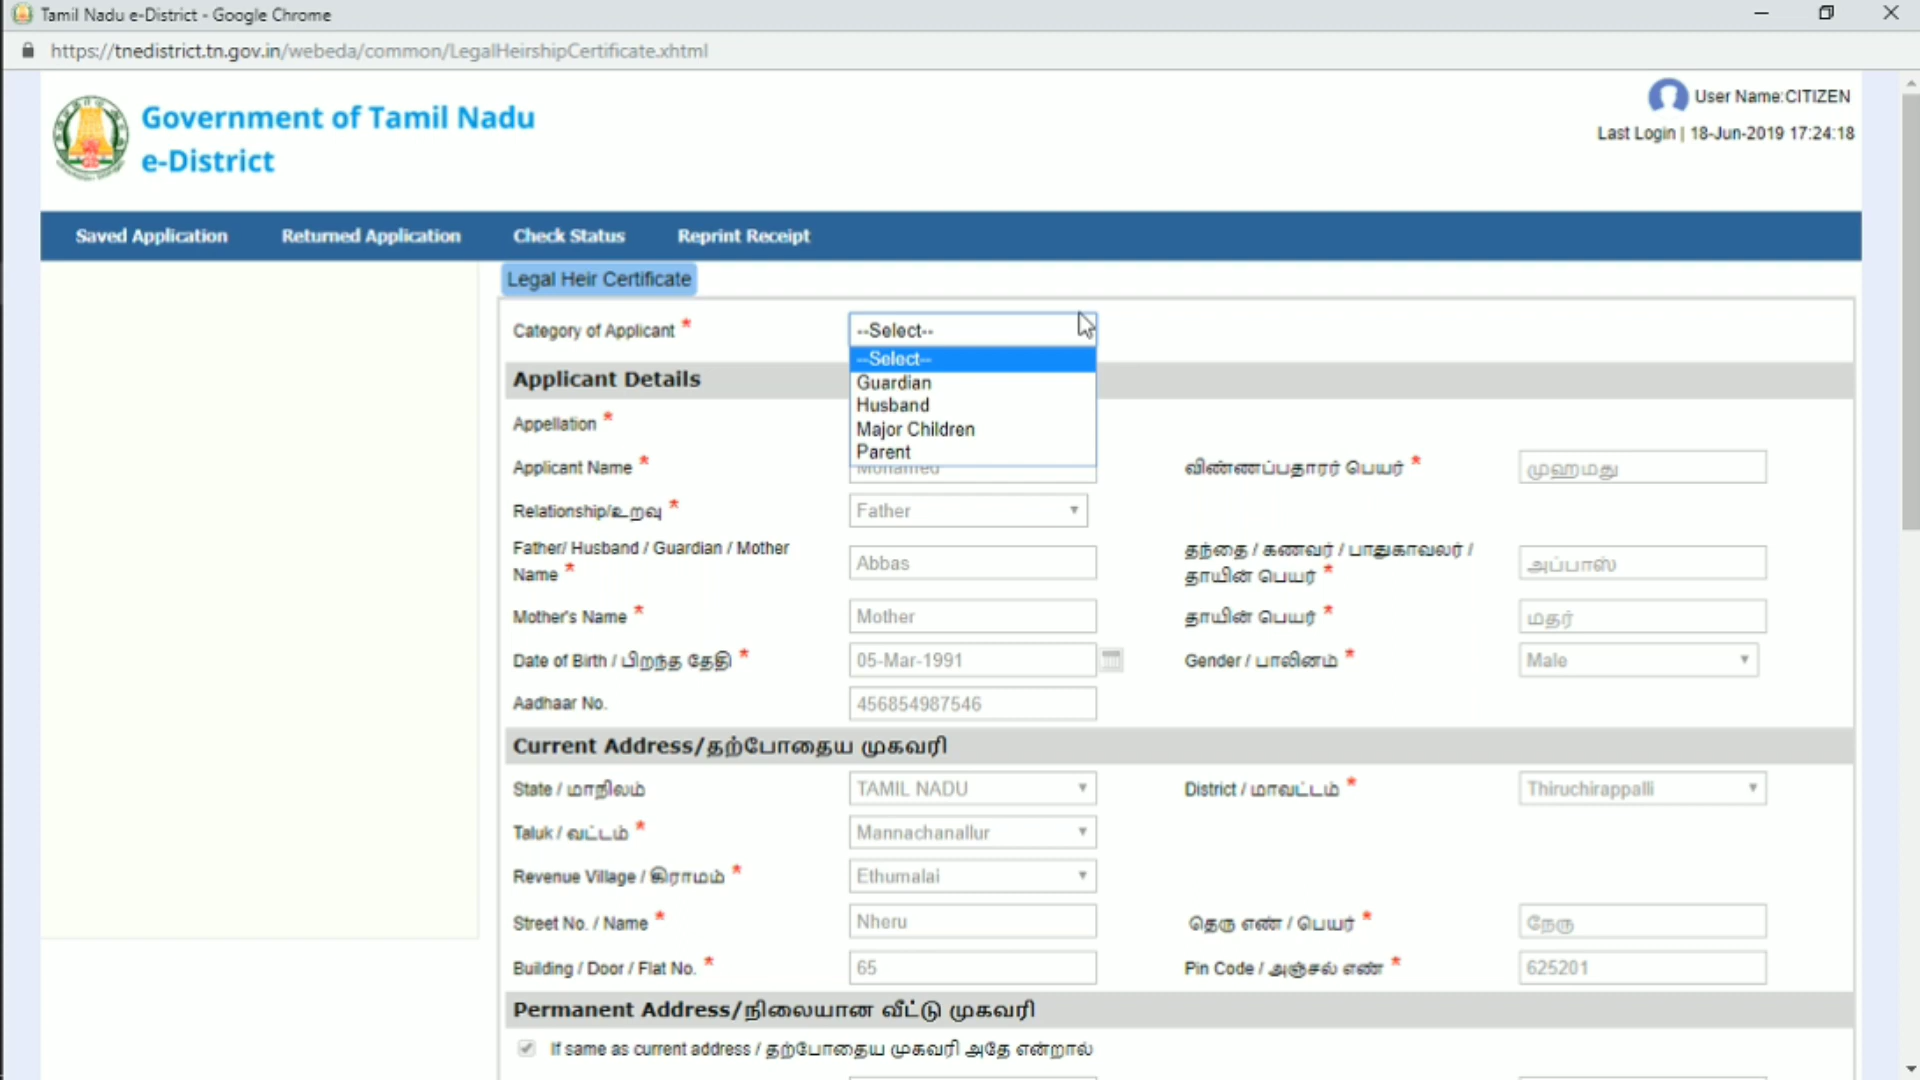 Tamil Nadu e-District - Google Chrome
https://tnedistrict.tn.gov.in/webeda/common/LegalHeirshipCertificate.xhtml
Government of Tamil Nadu
e-District
User Name:CITIZEN
Last Login | 18-Jun-2019 17:24:18
Saved Application Returned Application Check Status Reprint Receipt
Legal Heir Certificate
Category of Applicant * --Select--
--Select--
Guardian
Husband
Major Children
Parent
Applicant Details
Appellation *
Applicant Name * Mohamed விண்ணப்பதாரர் பெயர் * முஹமது
Relationship/உறவு * Father
Father/ Husband / Guardian / Mother Name * Abbas தந்தை / கணவர் / பாதுகாவலர் / தாயின் பெயர் * அப்பாஸ்
Mother's Name * Mother தாயின் பெயர் * மதர்
Date of Birth / பிறந்த தேதி * 05-Mar-1991 Gender / பாலினம் * Male
Aadhaar No. 456854987546
Current Address/தற்போதைய முகவரி
State / மாநிலம் TAMIL NADU District / மாவட்டம் * Thiruchirappalli
Taluk / வட்டம் * Mannachanallur
Revenue Village / கிராமம் * Ethumalai
Street No. / Name * Nheru தெரு எண் / பெயர் * நேரு
Building / Door / Flat No. * 65 Pin Code / அஞ்சல் எண் * 625201
Permanent Address/நிலையான வீட்டு முகவரி
If same as current address / தற்போதைய முகவரி அதே என்றால்